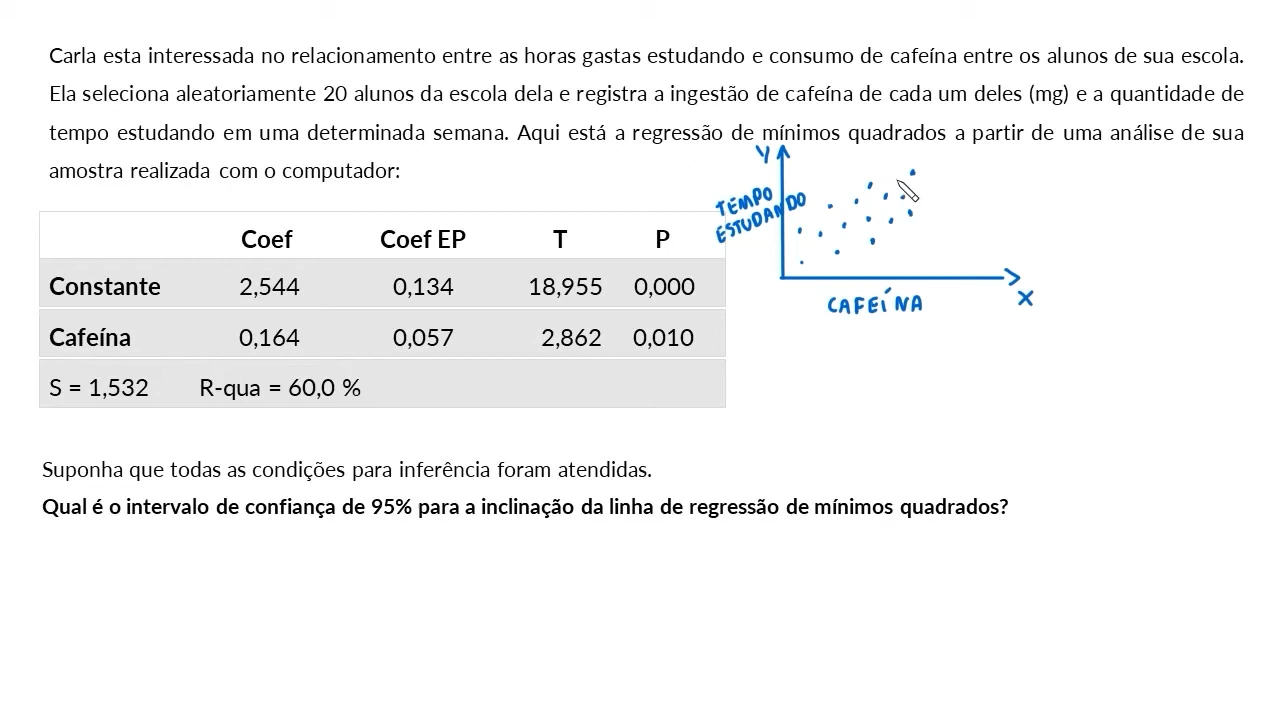 Carla esta interessada no relacionamento entre as horas gastas estudando e consumo de cafeína entre os alunos de sua escola.
Ela seleciona aleatoriamente 20 alunos da escola dela e registra a ingestão de cafeína de cada um deles (mg) e a quantidade de
tempo estudando em uma determinada semana. Aqui está a regressão de mínimos quadrados a partir de uma análise de sua
amostra realizada com o computador:
Y
TEMPO
ESTUDANDO
CAFEÍNA
X
Coef Coef EP T P
Constante 2,544 0,134 18,955 0,000
Cafeína 0,164 0,057 2,862 0,010
S = 1,532 R-qua = 60,0 %
Suponha que todas as condições para inferência foram atendidas.
Qual é o intervalo de confiança de 95% para a inclinação da linha de regressão de mínimos quadrados?